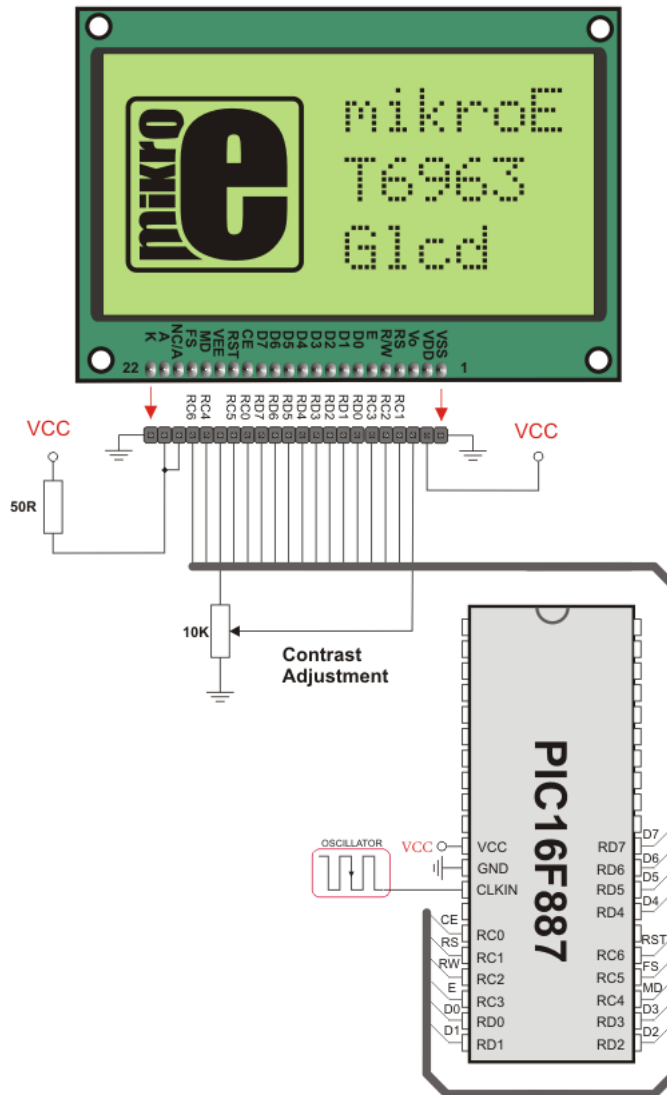 mikro
e
mikroE
T6963
Glcd
K A NC/A FS MD VEE RST CE D7 D6 D5 D4 D3 D2 D1 D0 E R/W RS Vo VDD VSS
22 1
RC6 RC4 RC5 RC0 RD7 RD6 RD5 RD4 RD3 RD2 RD1 RD0 RC3 RC2 RC1
VCC
VCC
50R
10K
Contrast
Adjustment
PIC16F887
OSCILLATOR
VCC
VCC RD7 D7
GND RD6 D6
CLKIN RD5 D5
RD4 D4
CE RC0
RS RC1 RC6 RST
RW RC2 RC5 FS
E RC3 RC4 MD
D0 RD0 RD3 D3
D1 RD1 RD2 D2